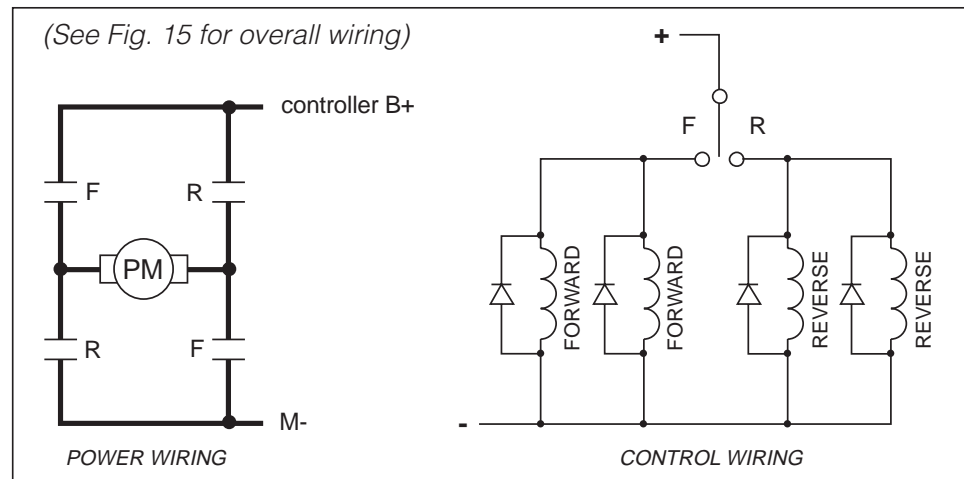 (See Fig. 15 for overall wiring)
controller B+
F
R
PM
R
F
M-
POWER WIRING
+
F R
FORWARD
FORWARD
REVERSE
REVERSE
-
CONTROL WIRING